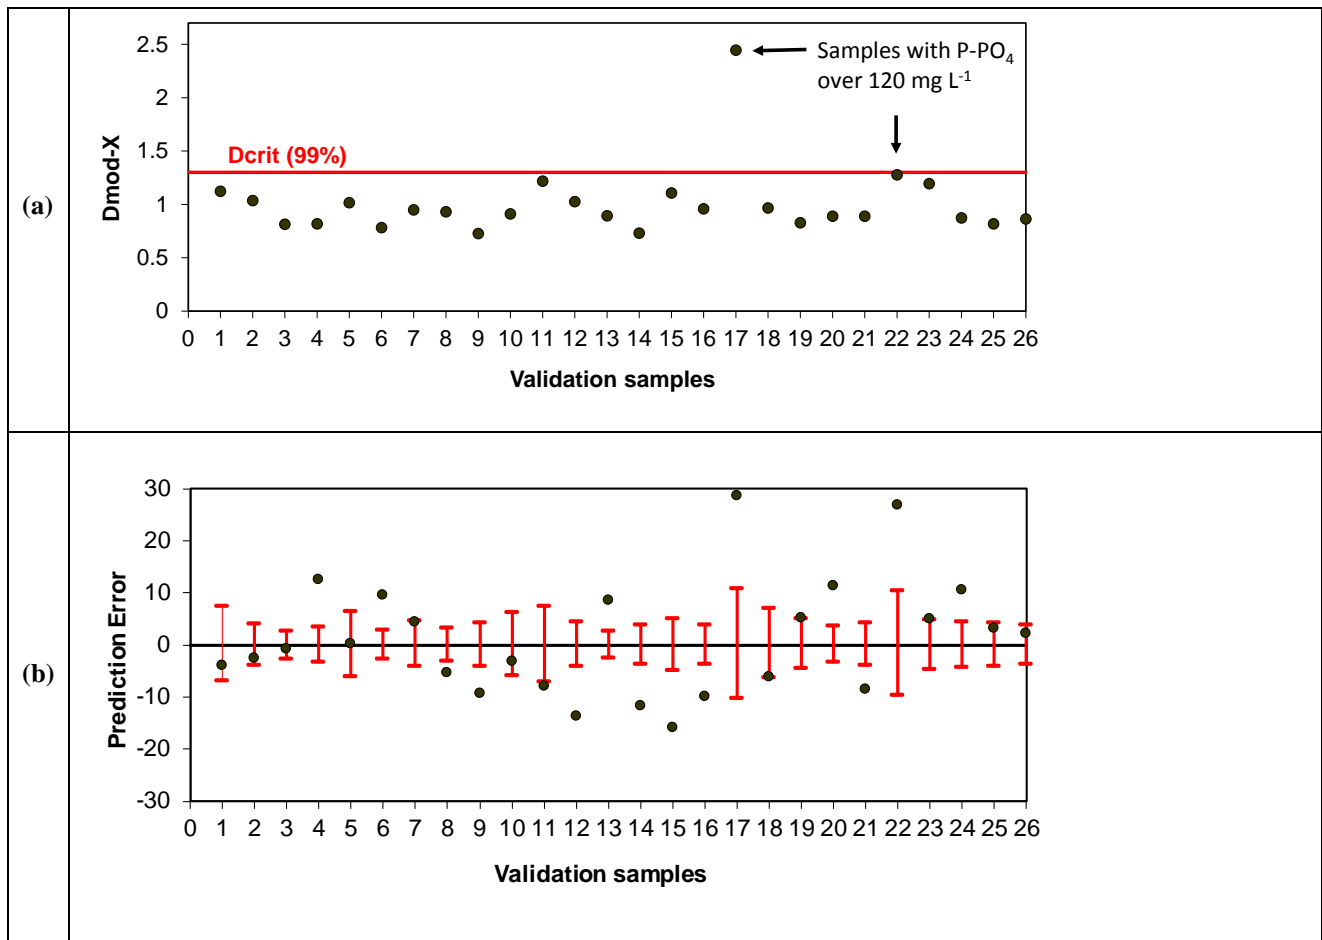 (a)
Dmod-X
2.5
2
1.5
1
0.5
0
Samples with P-PO₄
over 120 mg L⁻¹
Dcrit (99%)
0 1 2 3 4 5 6 7 8 9 10 11 12 13 14 15 16 17 18 19 20 21 22 23 24 25 26
Validation samples
(b)
Prediction Error
30
20
10
0
-10
-20
-30
0 1 2 3 4 5 6 7 8 9 10 11 12 13 14 15 16 17 18 19 20 21 22 23 24 25 26
Validation samples